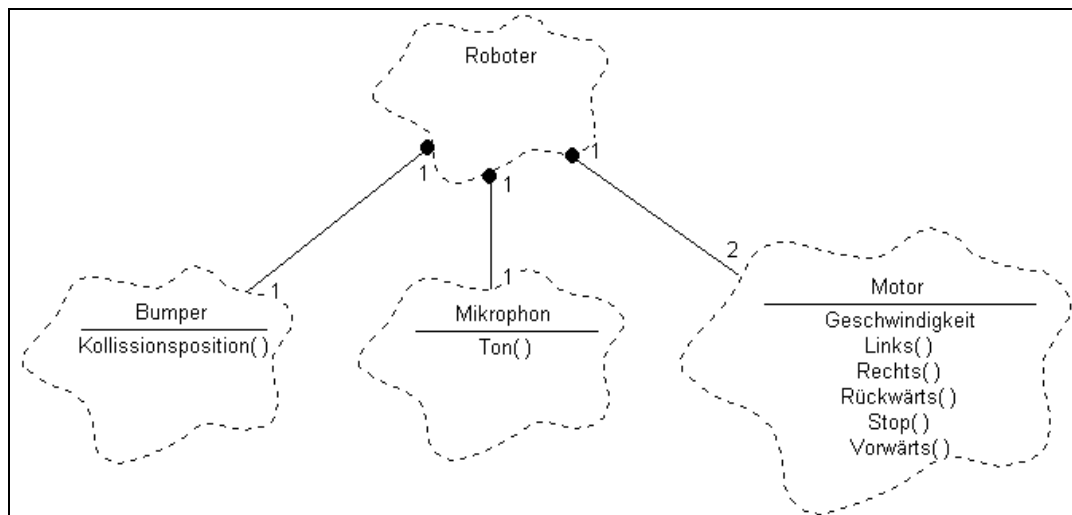 Roboter
1
1
1
1
Bumper
Kollissionsposition( )
1
Mikrophon
Ton( )
2
Motor
Geschwindigkeit
Links( )
Rechts( )
Rückwärts( )
Stop( )
Vorwärts( )